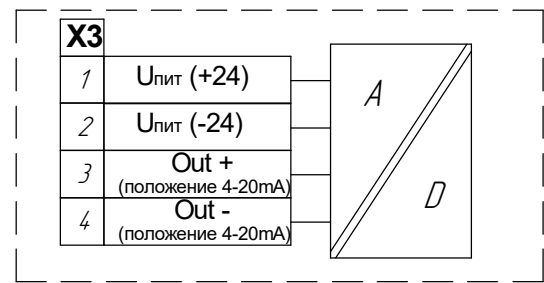 X3
1 Uпит (+24)
2 Uпит (-24)
3 Out +
(положение 4-20mA)
4 Out -
(положение 4-20mA)
A
D